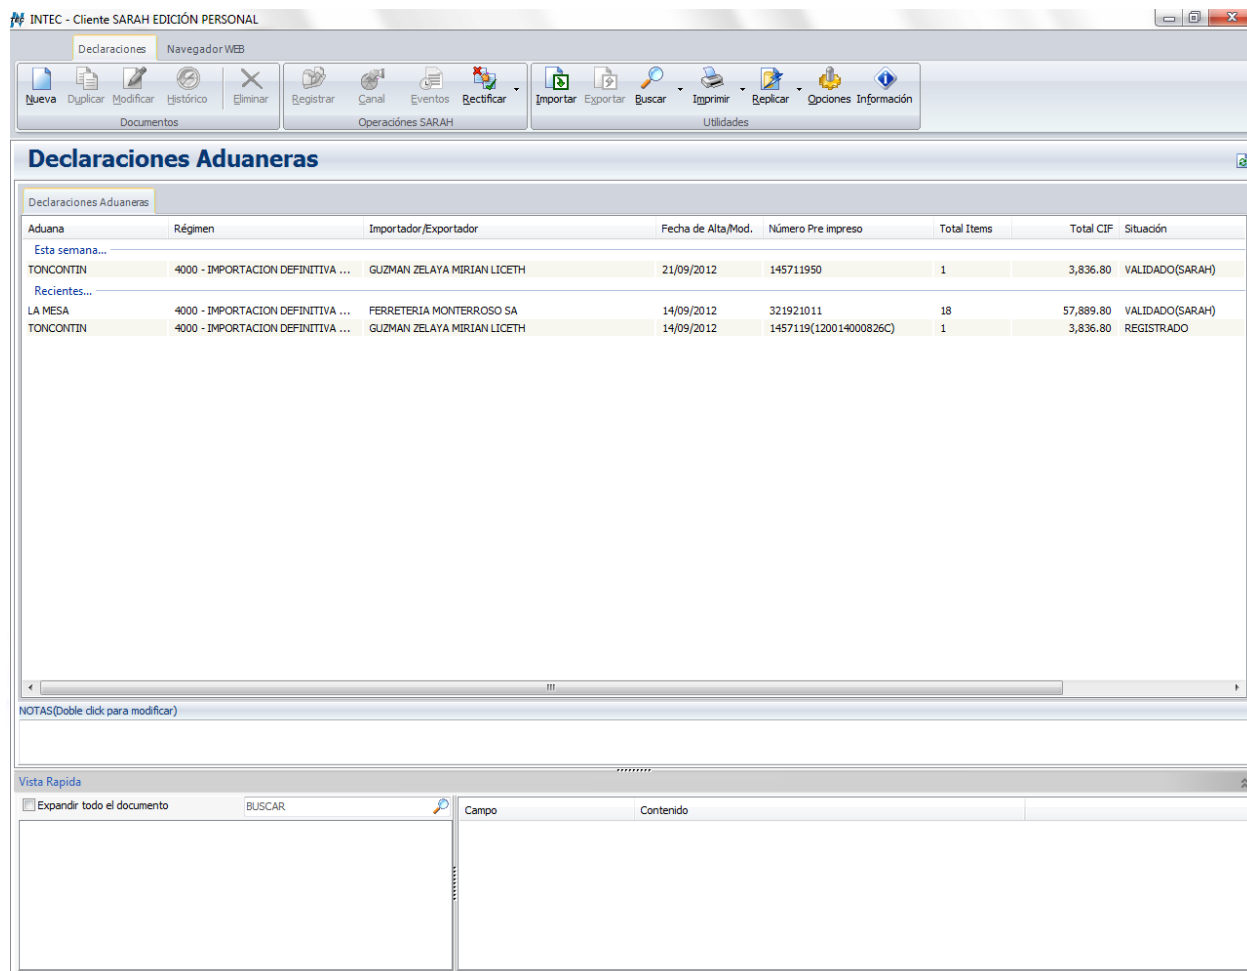 INTEC - Cliente SARAH EDICIÓN PERSONAL
Declaraciones Navegador WEB
Nueva Duplicar Modificar Histórico Eliminar Registrar Canal Eventos Rectificar Importar Exportar Buscar Imprimir Replicar Opciones Información
Documentos Operaciónes SARAH Utilidades
Declaraciones Aduaneras
Declaraciones Aduaneras
Aduana Régimen Importador/Exportador Fecha de Alta/Mod. Número Pre impreso Total Items Total CIF Situación
Esta semana...
TONCONTIN 4000 - IMPORTACION DEFINITIVA ... GUZMAN ZELAYA MIRIAN LICETH 21/09/2012 145711950 1 3,836.80 VALIDADO(SARAH)
Recientes...
LA MESA 4000 - IMPORTACION DEFINITIVA ... FERRETERIA MONTERROSO SA 14/09/2012 321921011 18 57,889.80 VALIDADO(SARAH)
TONCONTIN 4000 - IMPORTACION DEFINITIVA ... GUZMAN ZELAYA MIRIAN LICETH 14/09/2012 1457119(120014000826C) 1 3,836.80 REGISTRADO
NOTAS(Doble click para modificar)
Vista Rapida
Expandir todo el documento BUSCAR Campo Contenido